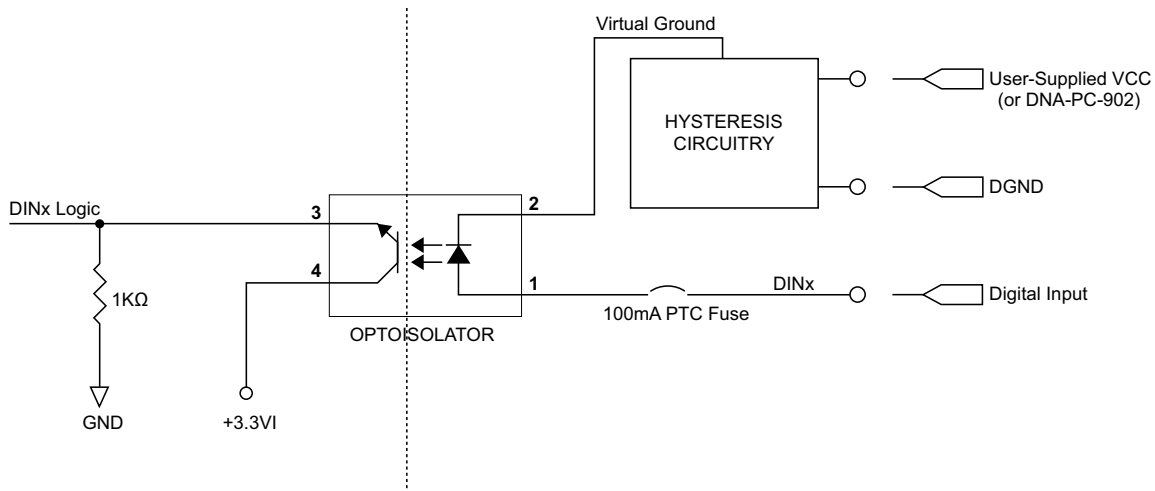 Virtual Ground
User-Supplied VCC
(or DNA-PC-902)
HYSTERESIS
CIRCUITRY
DGND
DINx Logic
3
2
4
1
DINx
Digital Input
1KΩ
100mA PTC Fuse
OPTOISOLATOR
GND
+3.3VI